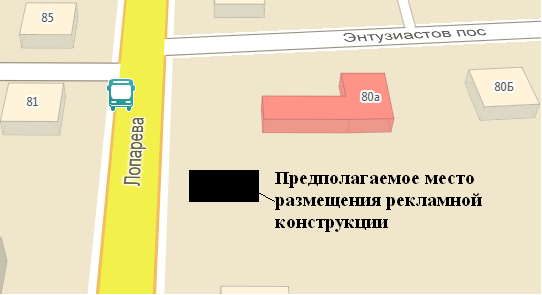 85
Энтузиастов пос
81
80а
80Б
Лопарева
Предполагаемое место
размещения рекламной
конструкции